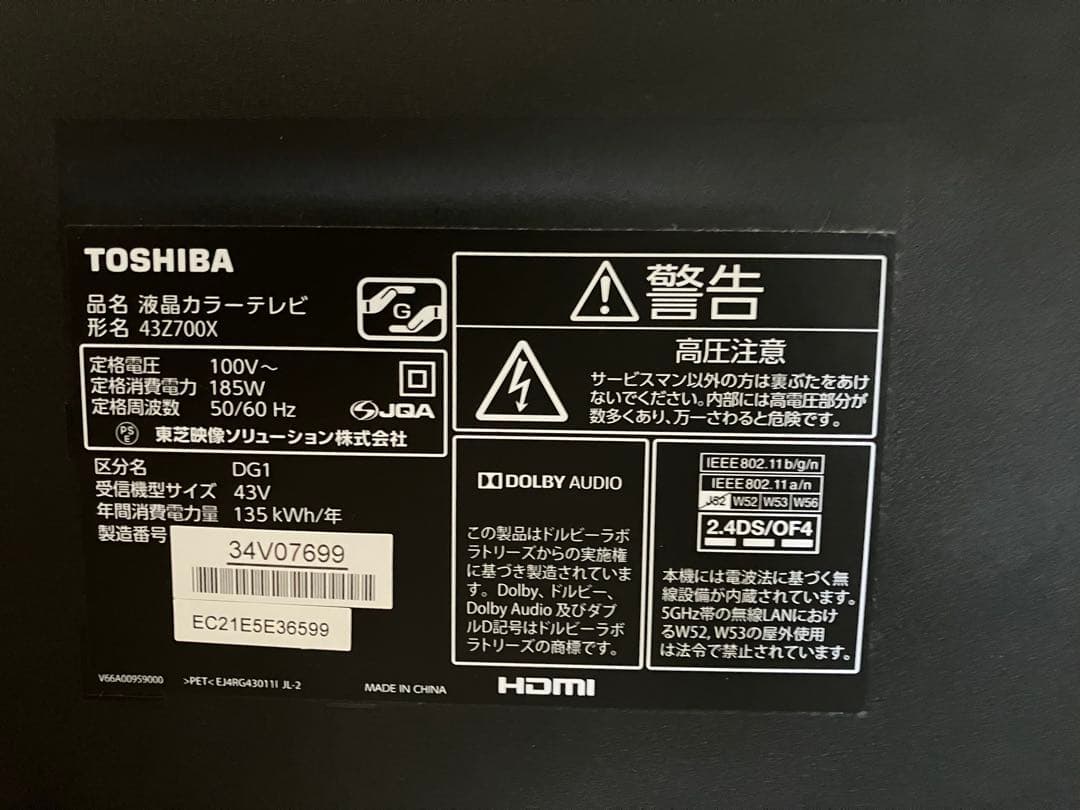 TOSHIBA
品名 液晶カラーテレビ
形名 43Z700X
G
定格電圧 100V～
定格消費電力 185W
定格周波数 50/60 Hz
JQA
PSE 東芝映像ソリューション株式会社
区分名 DG1
受信機型サイズ 43V
年間消費電力量 135 kWh/年
製造番号
34V07699
EC21E5E36599
V66A00959000 >PET< EJ4RG43011I JL-2 MADE IN CHINA
警告
高圧注意
サービスマン以外の方は裏ぶたをあけ
ないでください。内部には高電圧部分が
数多くあり、万一さわると危険です。
DOLBY AUDIO
この製品はドルビーラボ
ラトリーズからの実施権
に基づき製造されていま
す。Dolby、ドルビー、
Dolby Audio 及びダブ
ルD記号はドルビーラボ
ラトリーズの商標です。
HDMI
IEEE802.11b/g/n
IEEE802.11a/n
J52 W52 W53 W56
2.4DS/OF4
本機には電波法に基づく無
線設備が内蔵されています。
5GHz帯の無線LANにおけ
るW52, W53の屋外使用
は法令で禁止されています。